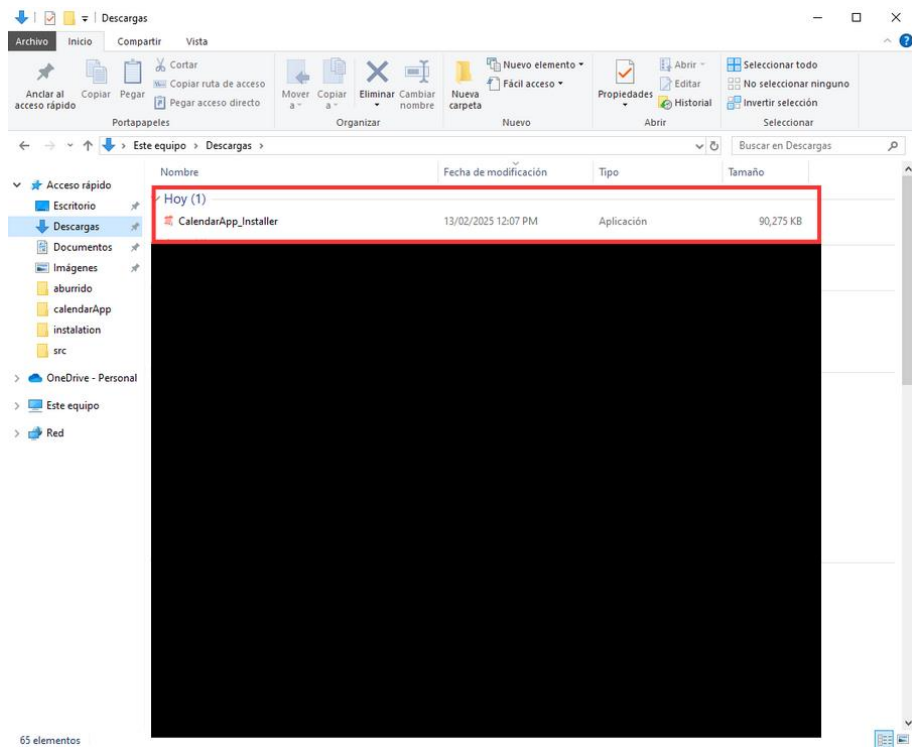 Descargas
Archivo Inicio Compartir Vista
Anclar al acceso rápido
Copiar
Pegar
Cortar
Copiar ruta de acceso
Pegar acceso directo
Portapapeles
Mover a
Copiar a
Eliminar
Cambiar nombre
Organizar
Nueva carpeta
Nuevo elemento
Fácil acceso
Nuevo
Propiedades
Abrir
Editar
Historial
Abrir
Seleccionar todo
No seleccionar ninguno
Invertir selección
Seleccionar
Este equipo > Descargas >
Buscar en Descargas
Nombre Fecha de modificación Tipo Tamaño
Hoy (1)
CalendarApp_Installer 13/02/2025 12:07 PM Aplicación 90,275 KB
Acceso rápido
Escritorio
Descargas
Documentos
Imágenes
aburrido
calendarApp
instalation
src
OneDrive - Personal
Este equipo
Red
65 elementos